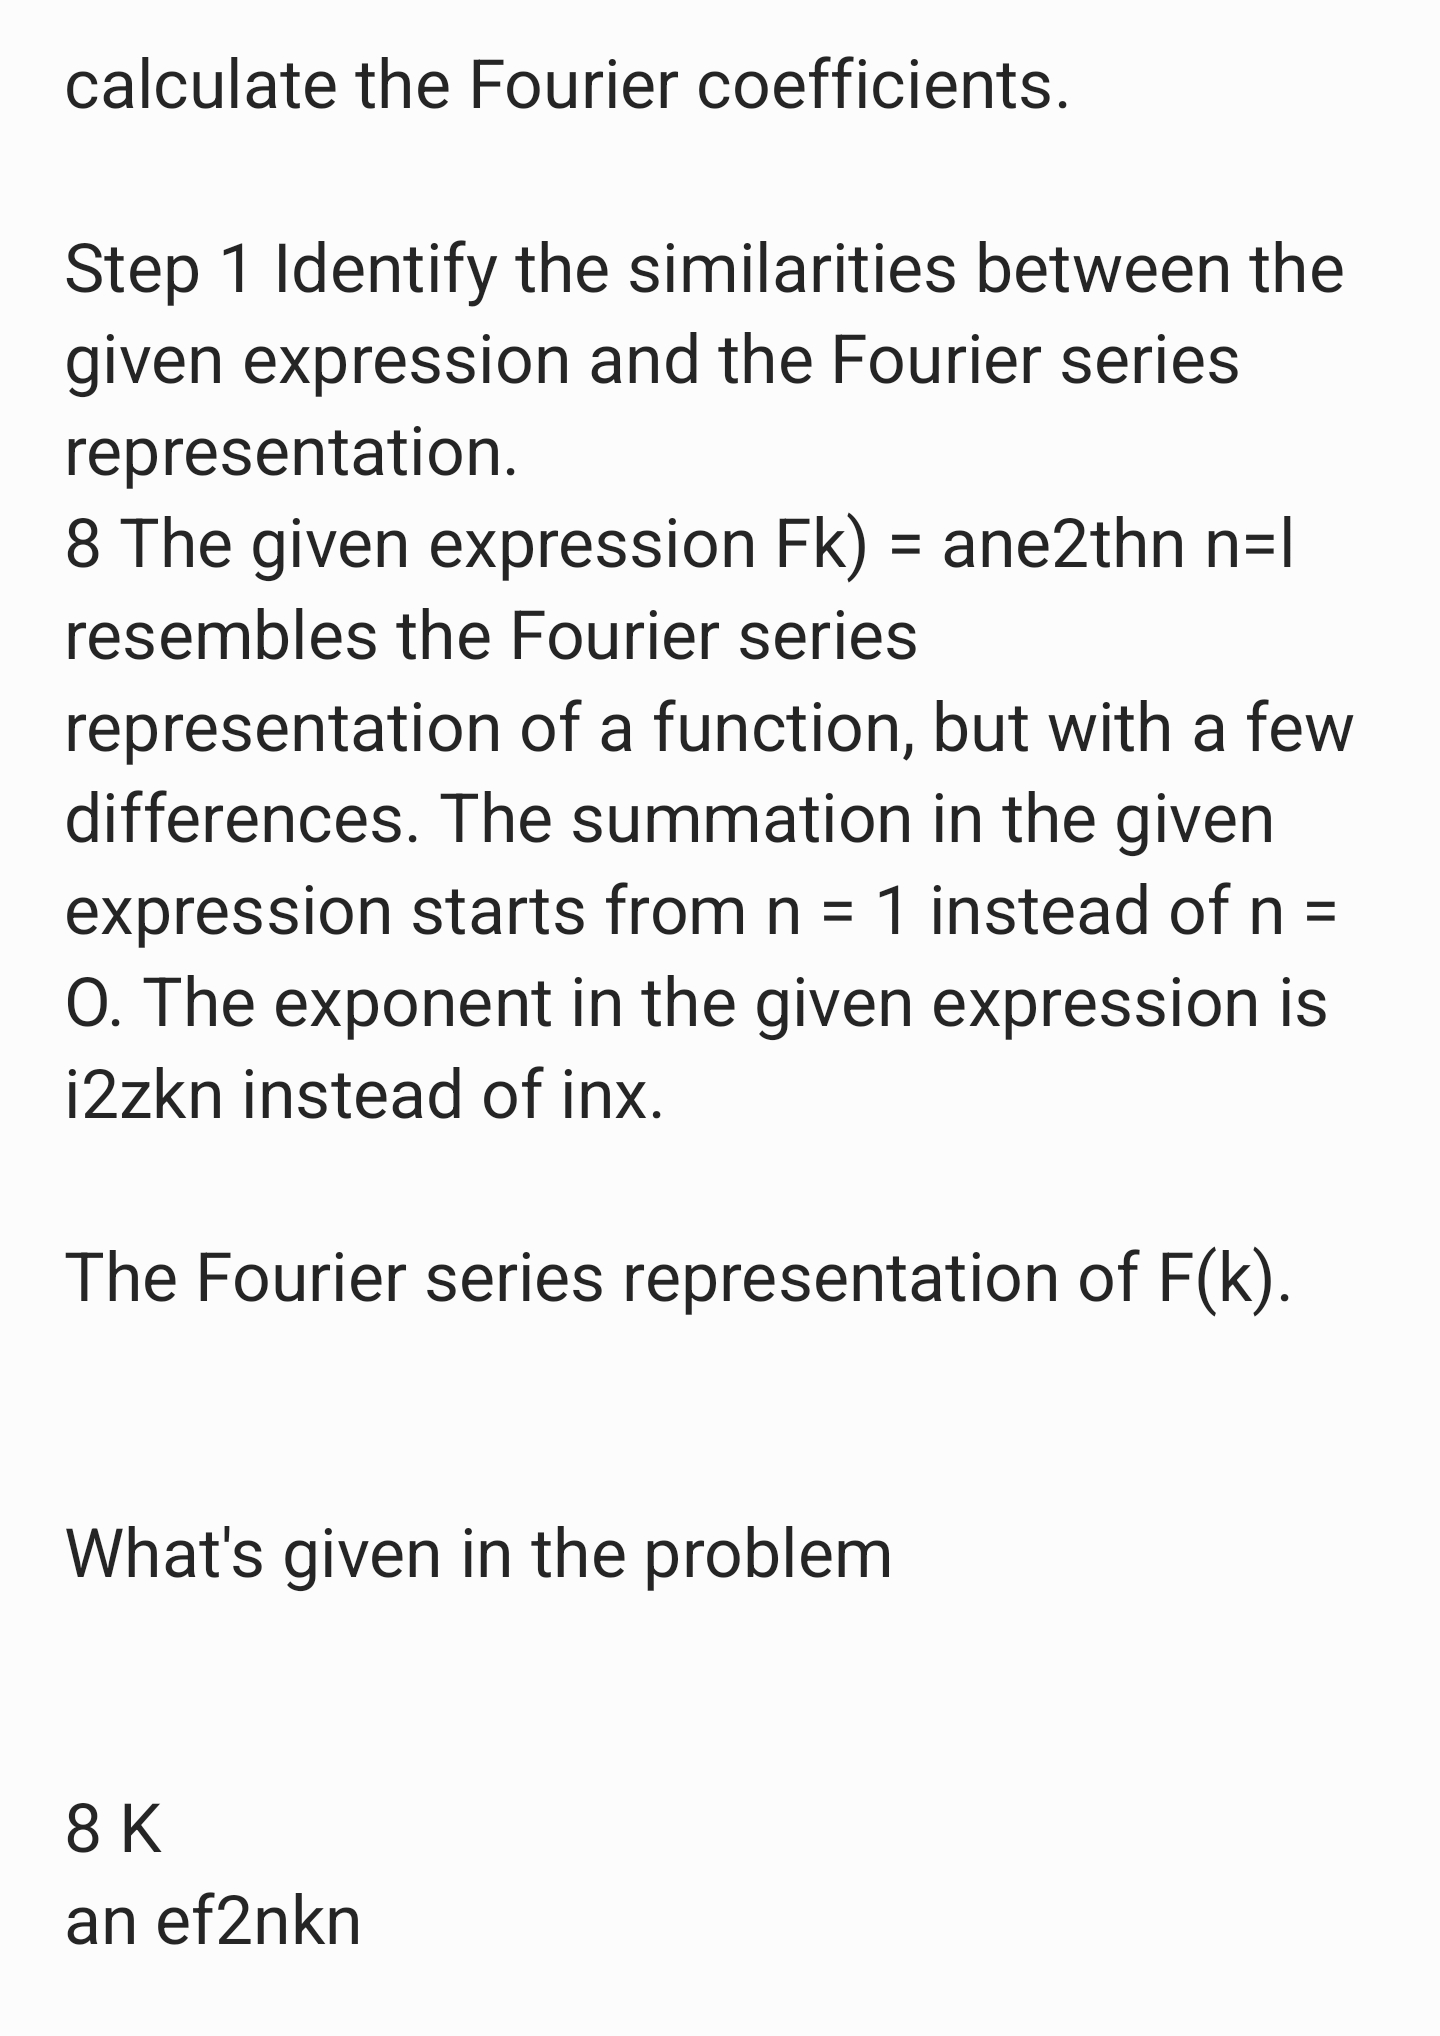 calculate the Fourier coefficients.
Step 1 Identify the similarities between the
given expression and the Fourier series
representation.
8 The given expression Fk) = ane2thn n=l
resembles the Fourier series
representation of a function, but with a few
differences. The summation in the given
expression starts from n = 1 instead of n =
O. The exponent in the given expression is
i2zkn instead of inx.
The Fourier series representation of F(k).
What's given in the problem
8 K
an ef2nkn